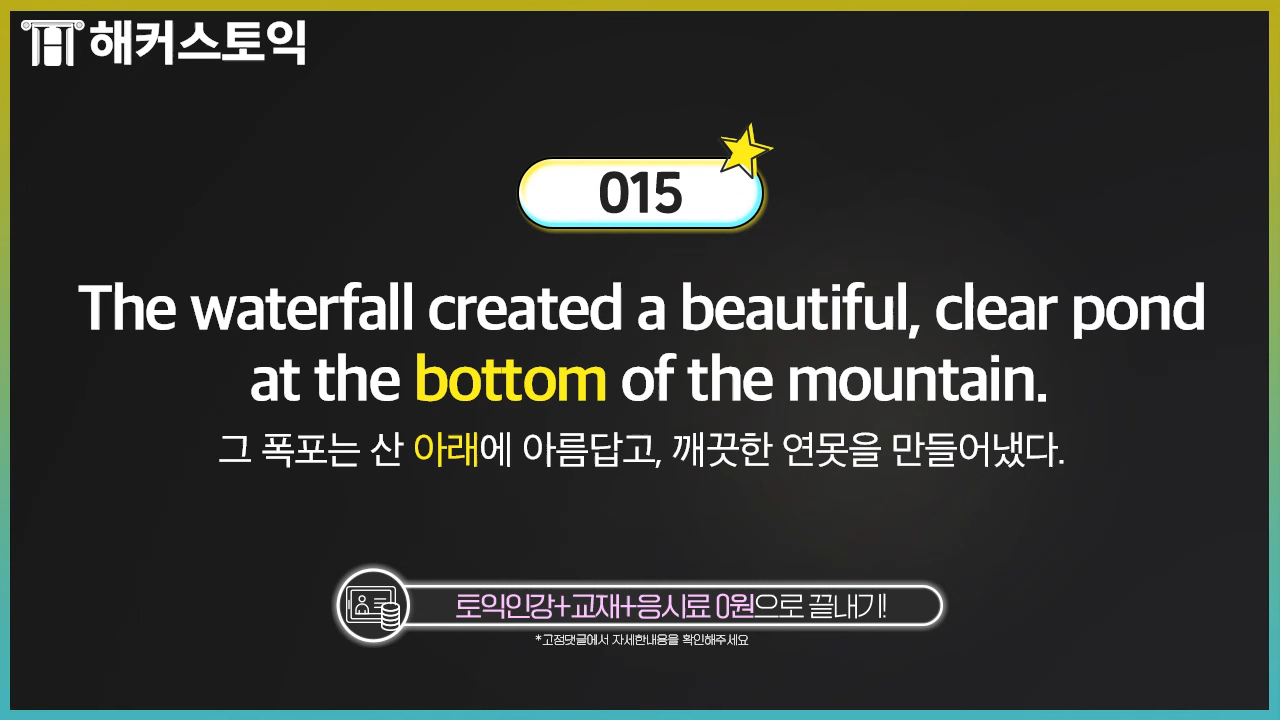 해커스토익
015
The waterfall created a beautiful, clear pond
at the bottom of the mountain.
그 폭포는 산 아래에 아름답고, 깨끗한 연못을 만들어냈다.
토익인강+교재+응시료 0원으로 끝내기!
*고정댓글에서 자세한내용을 확인해주세요